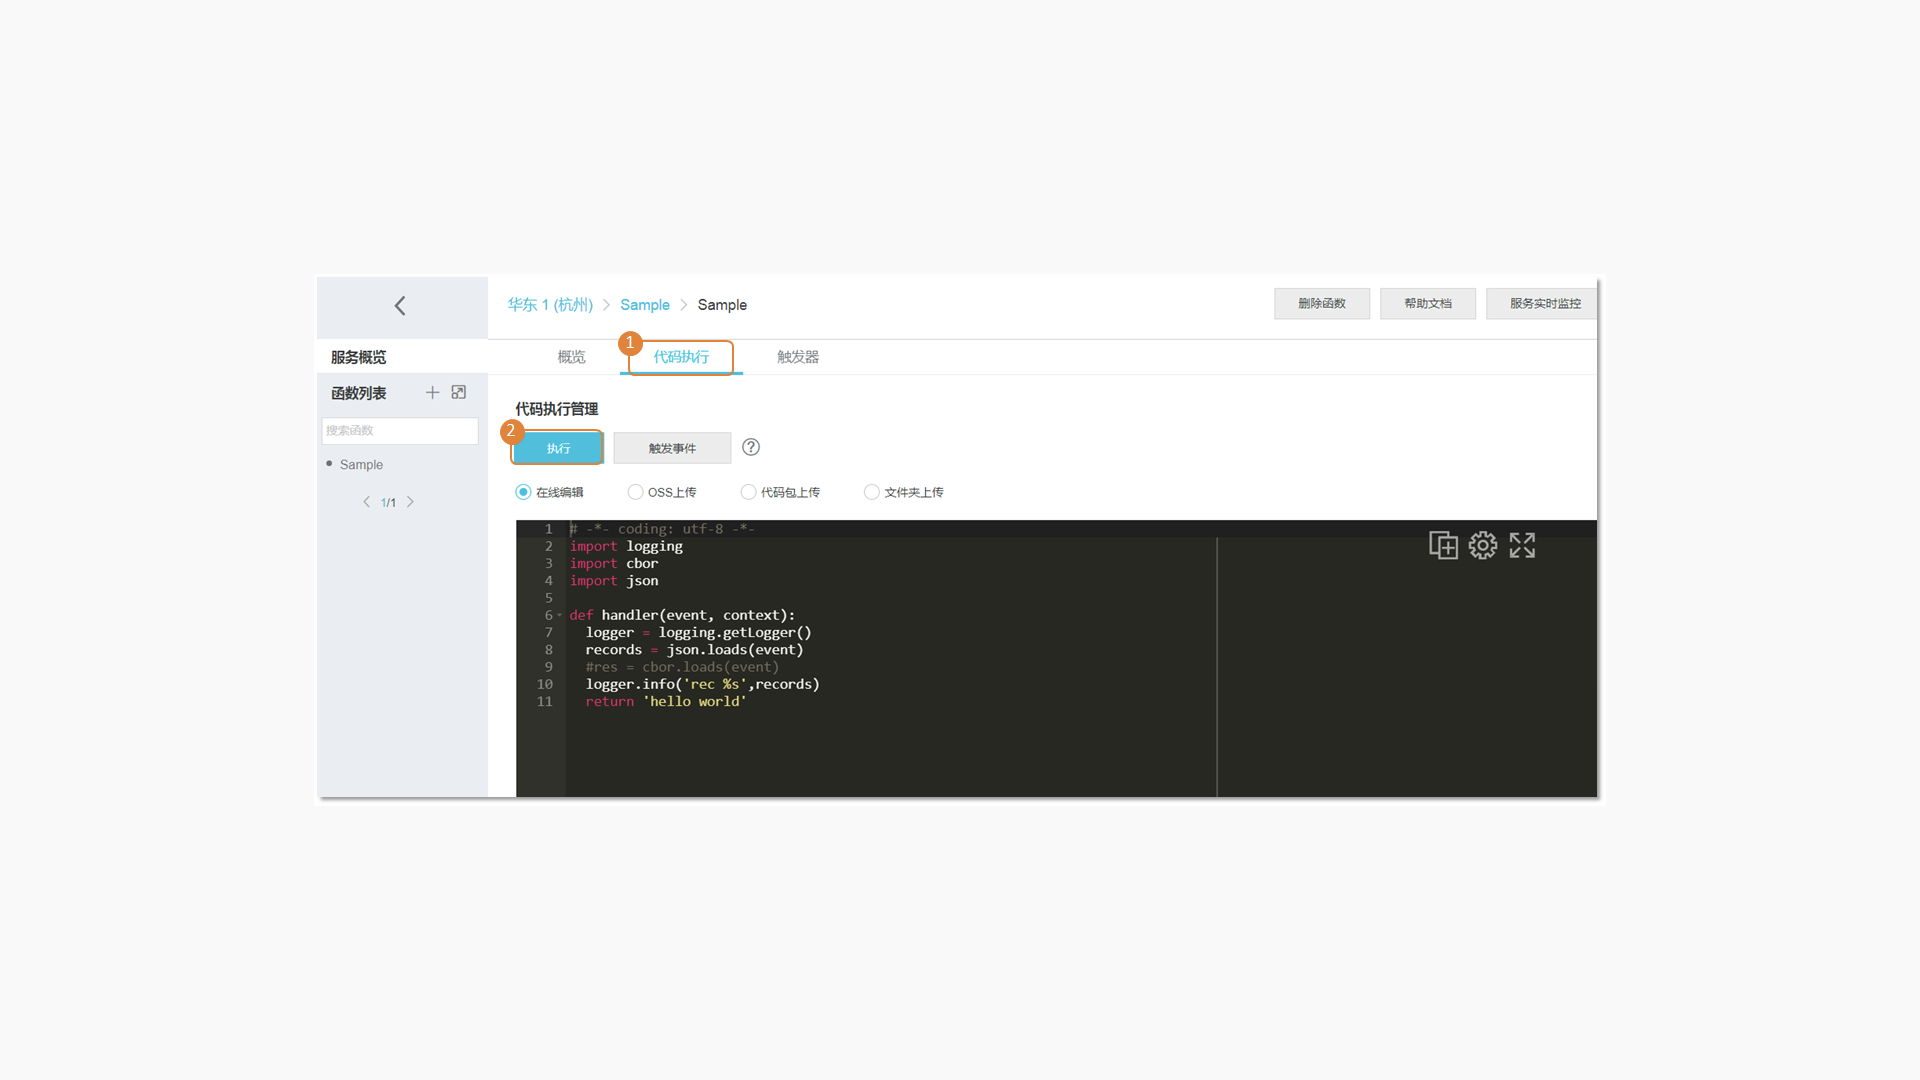 华东 1 (杭州) > Sample > Sample
删除函数 帮助文档 服务实时监控
服务概览
概览 1 代码执行 触发器
函数列表
搜索函数
Sample
1/1
代码执行管理
2 执行 触发事件 ?
在线编辑 OSS上传 代码包上传 文件夹上传
1 # -*- coding: utf-8 -*-
2 import logging
3 import cbor
4 import json
5
6 def handler(event, context):
7 logger = logging.getLogger()
8 records = json.loads(event)
9 #res = cbor.loads(event)
10 logger.info('rec %s',records)
11 return 'hello world'